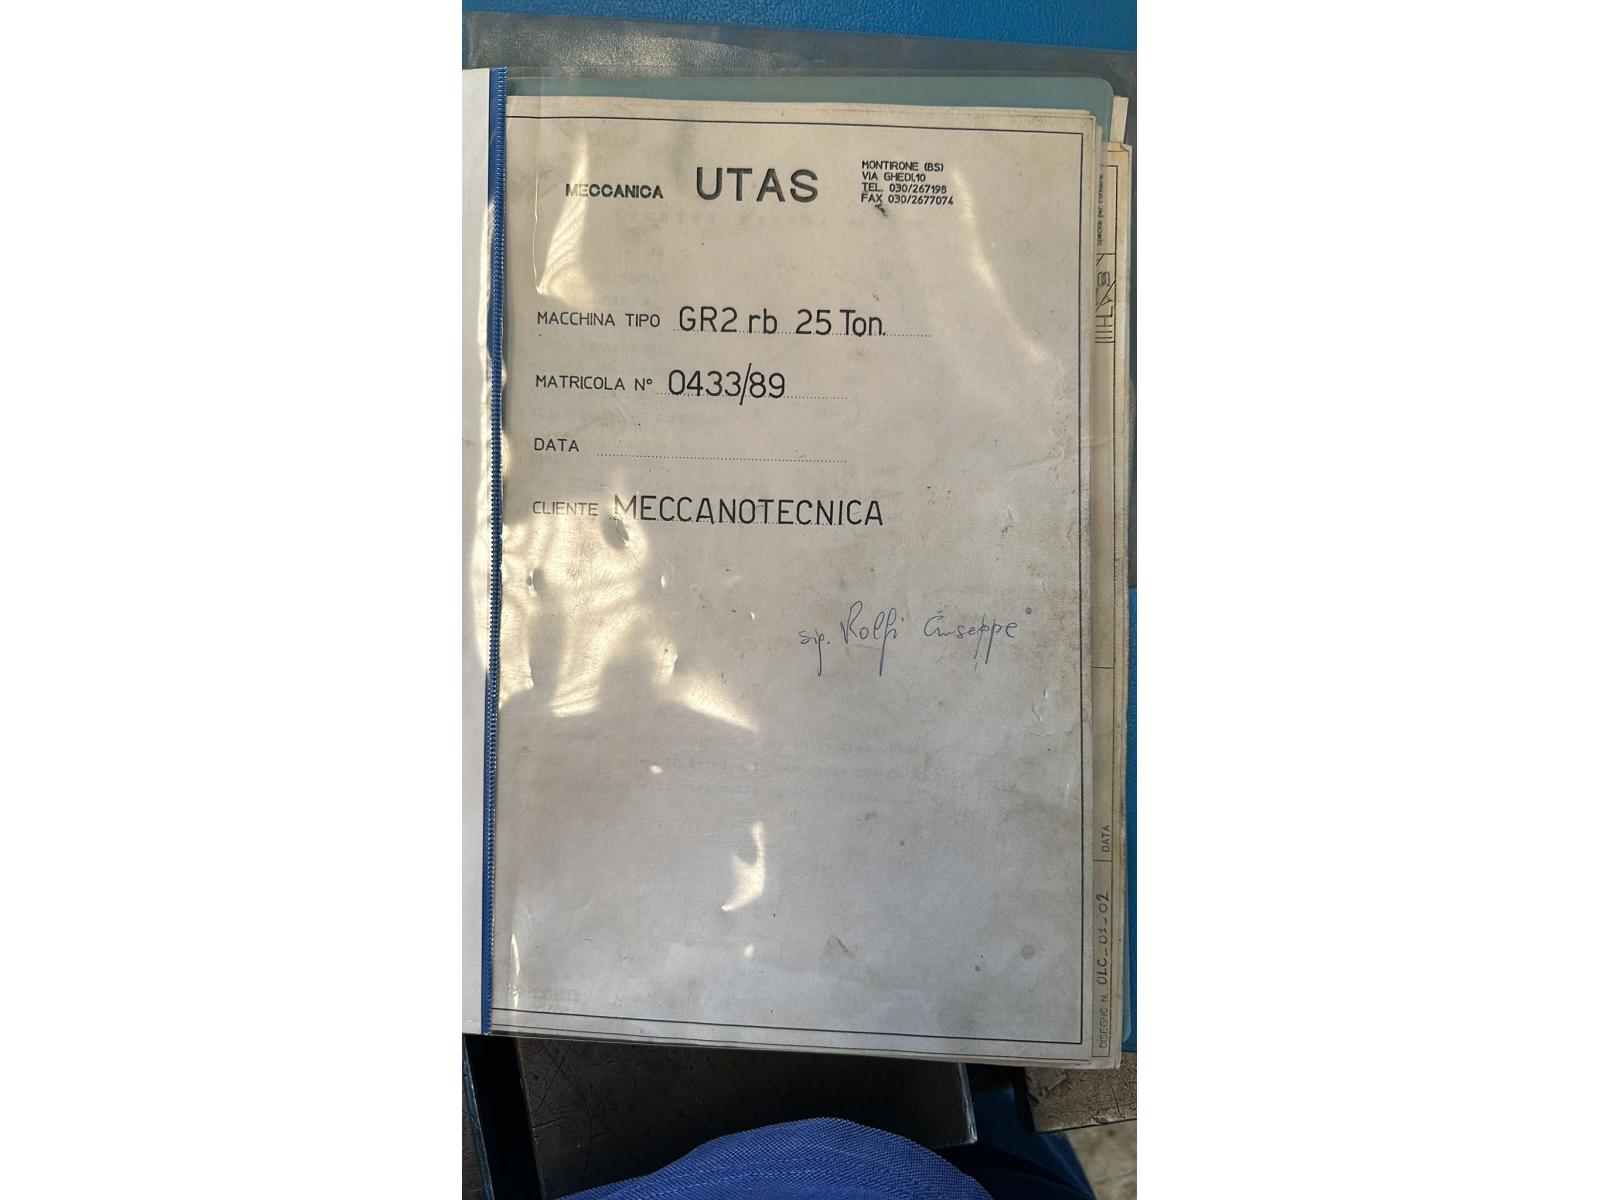 MECCANICA UTAS
MONTIRONE (BS)
VIA GHEDI,10
TEL. 030/267198
FAX 030/2677074
MACCHINA TIPO GR2 rb 25 Ton.
MATRICOLA N° 0433/89
DATA
CLIENTE MECCANOTECNICA
sig. Rolfi Giuseppe
DISEGNO N. OLC_01_02
DATA